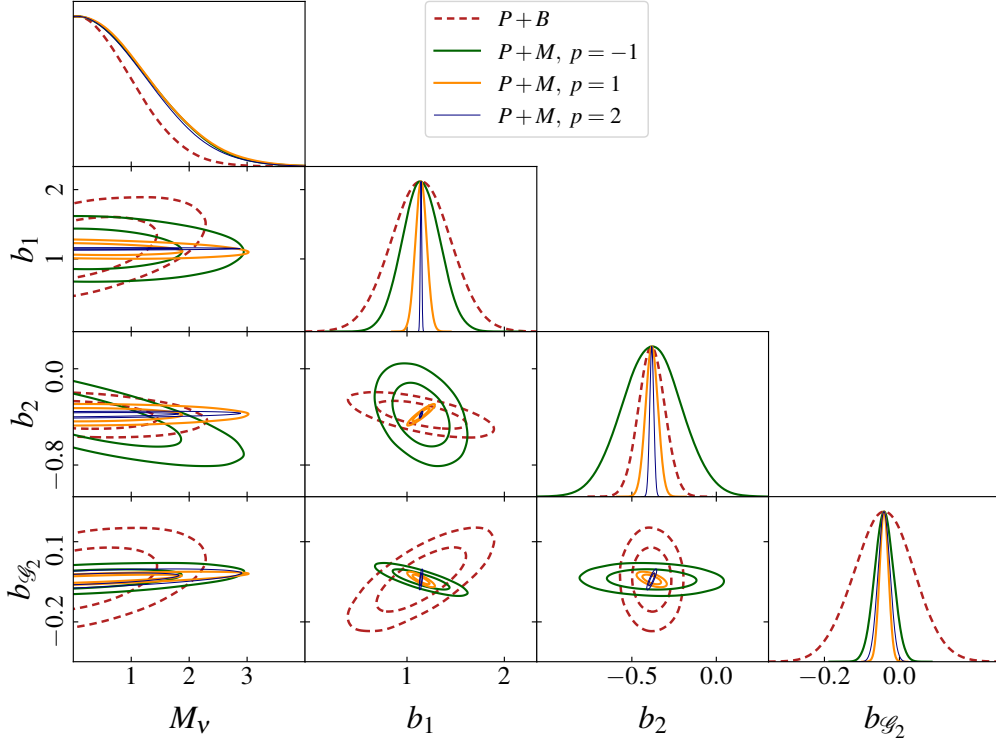 P + B
P + M, p = −1
P + M, p = 1
P + M, p = 2
2
1
b₁
0.0
−0.8
b₂
0.1
−0.2
b𝒢₂
1 2 3
1 2
−0.5 0.0
−0.2 0.0
Mν
b₁
b₂
b𝒢₂